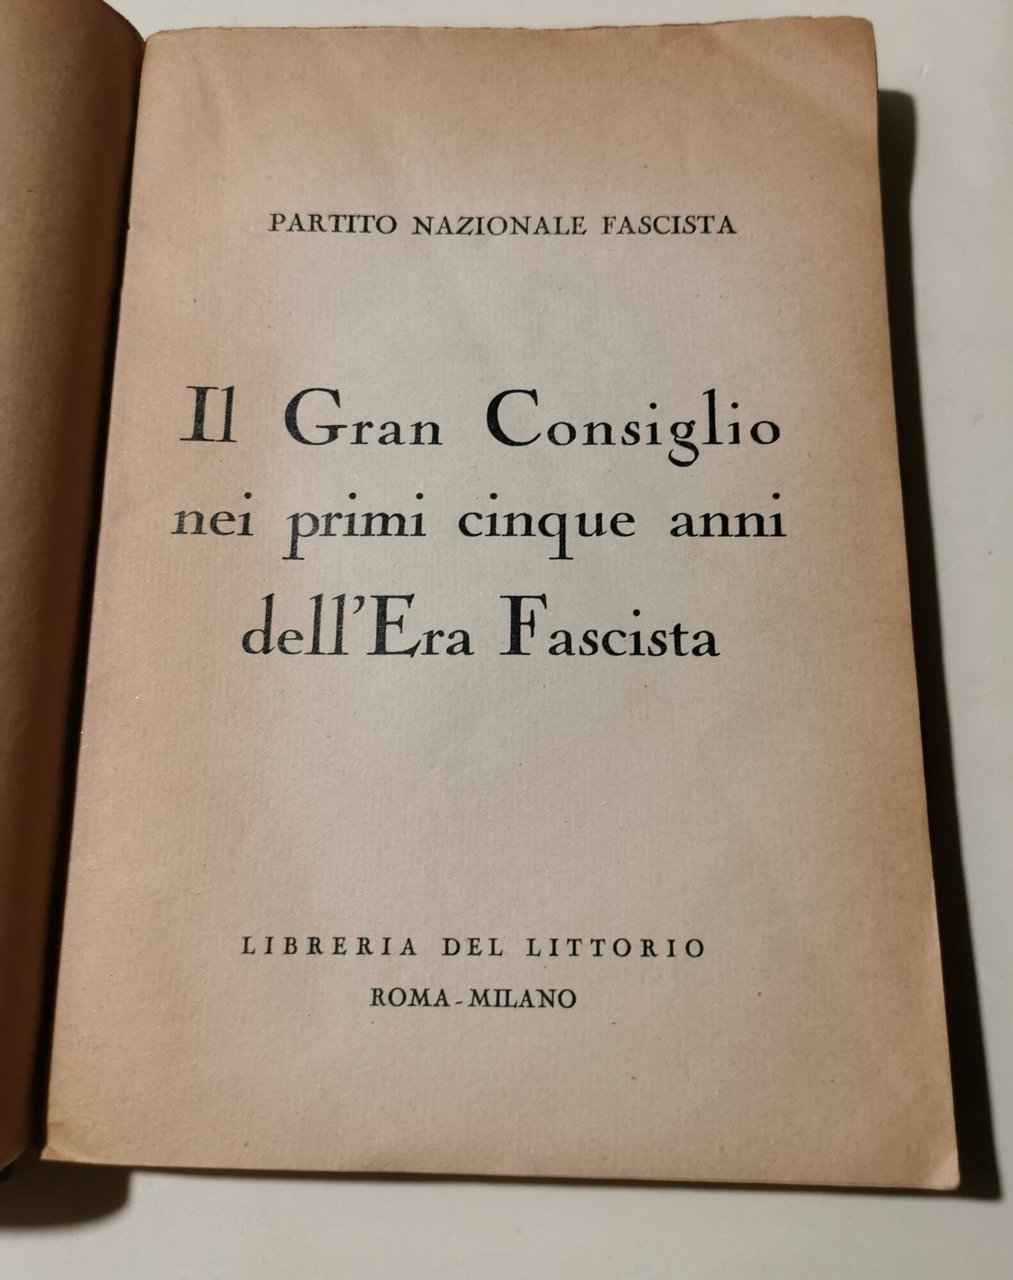 PARTITO NAZIONALE FASCISTA
Il Gran Consiglio
nei primi cinque anni
dell'Era Fascista
LIBRERIA DEL LITTORIO
ROMA-MILANO